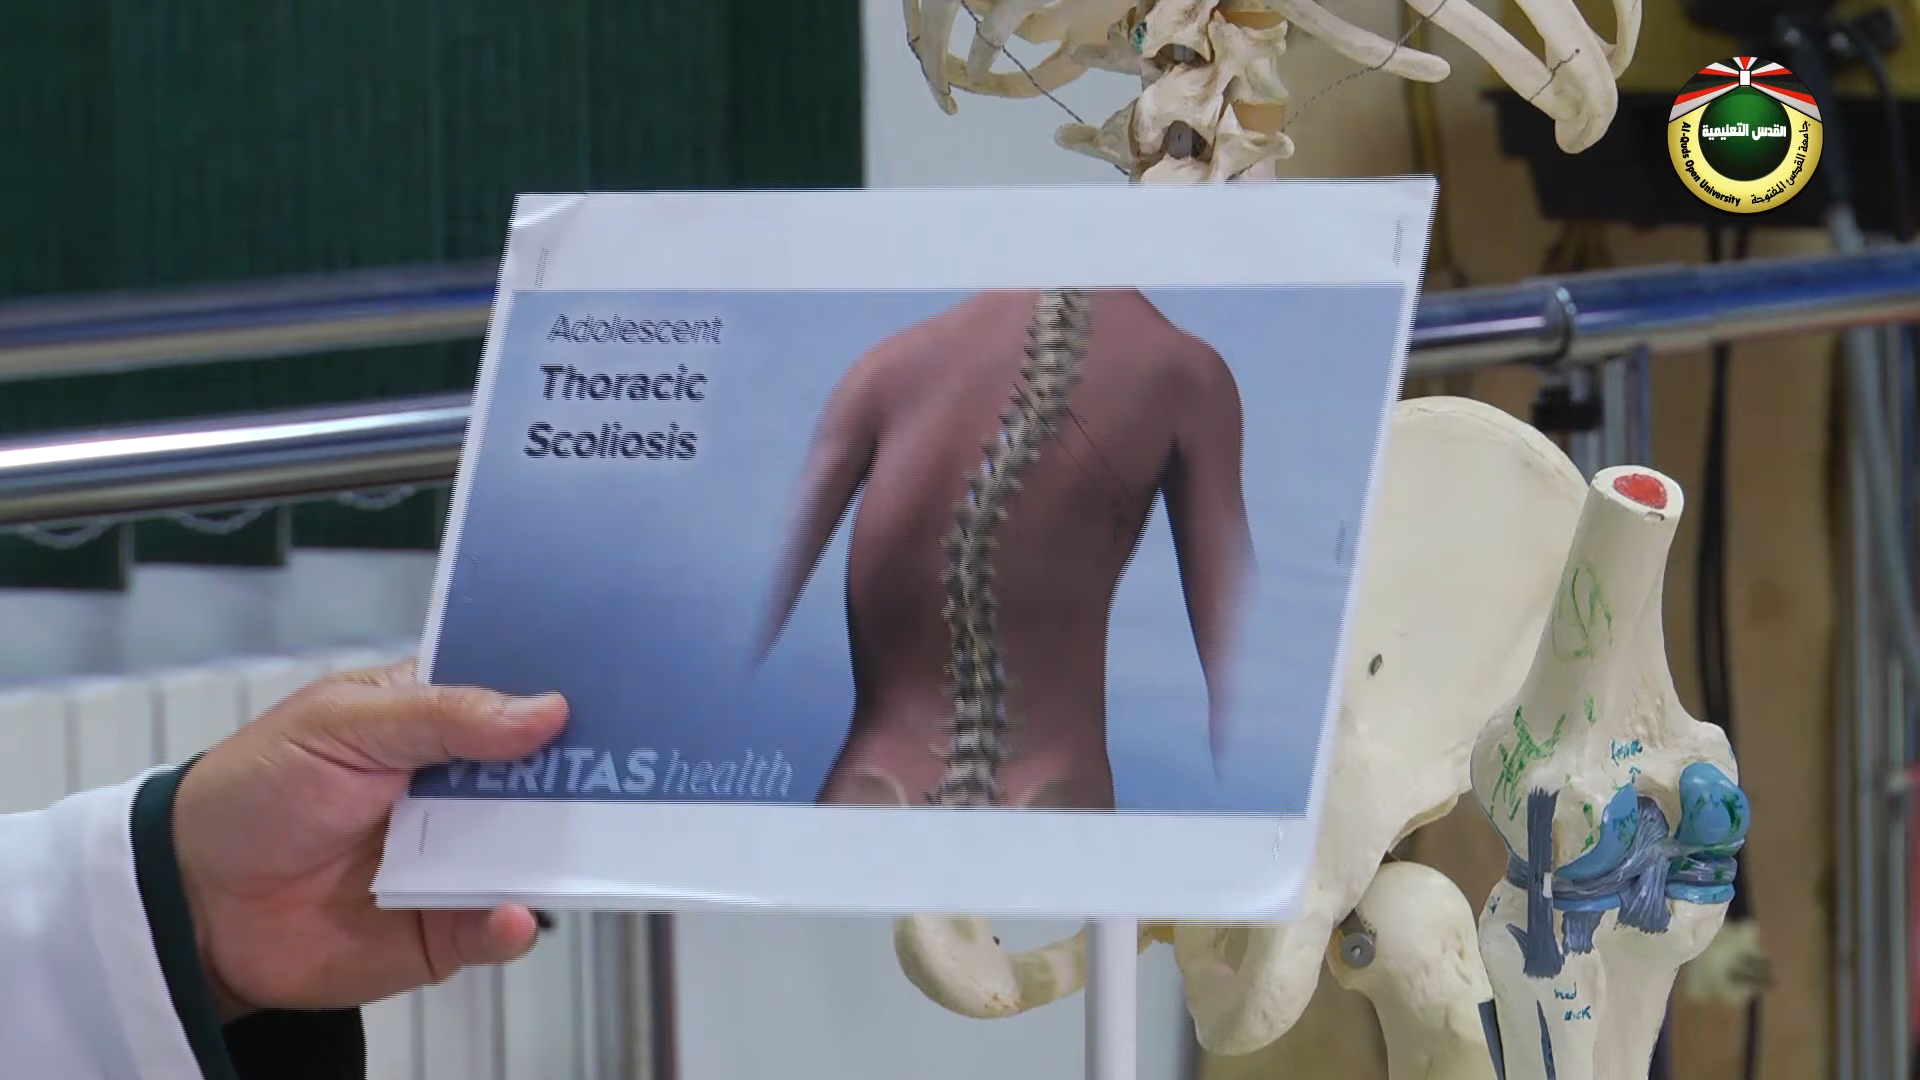 Adolescent
Thoracic
Scoliosis
VERITAS health
القدس التعليمية
Al-Quds Open University
جامعة القدس المفتوحة